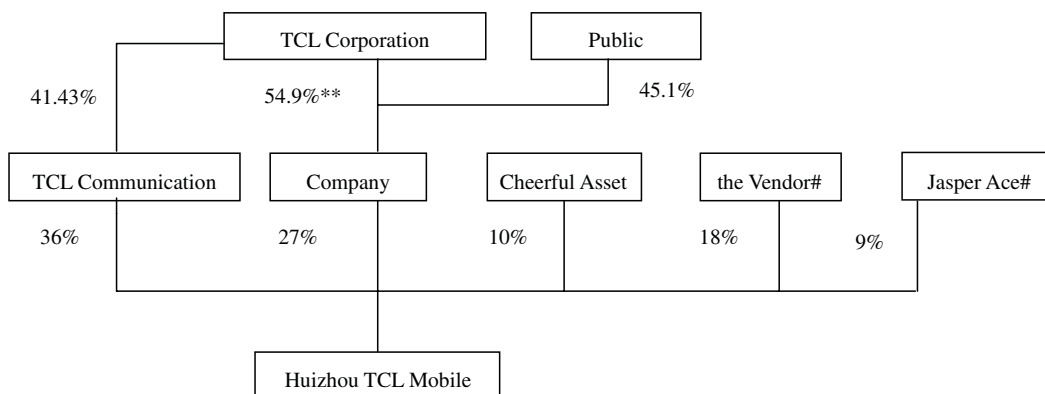 TCL Corporation
Public
41.43%
54.9%**
45.1%
TCL Communication
Company
Cheerful Asset
the Vendor#
Jasper Ace#
36%
27%
10%
18%
9%
Huizhou TCL Mobile